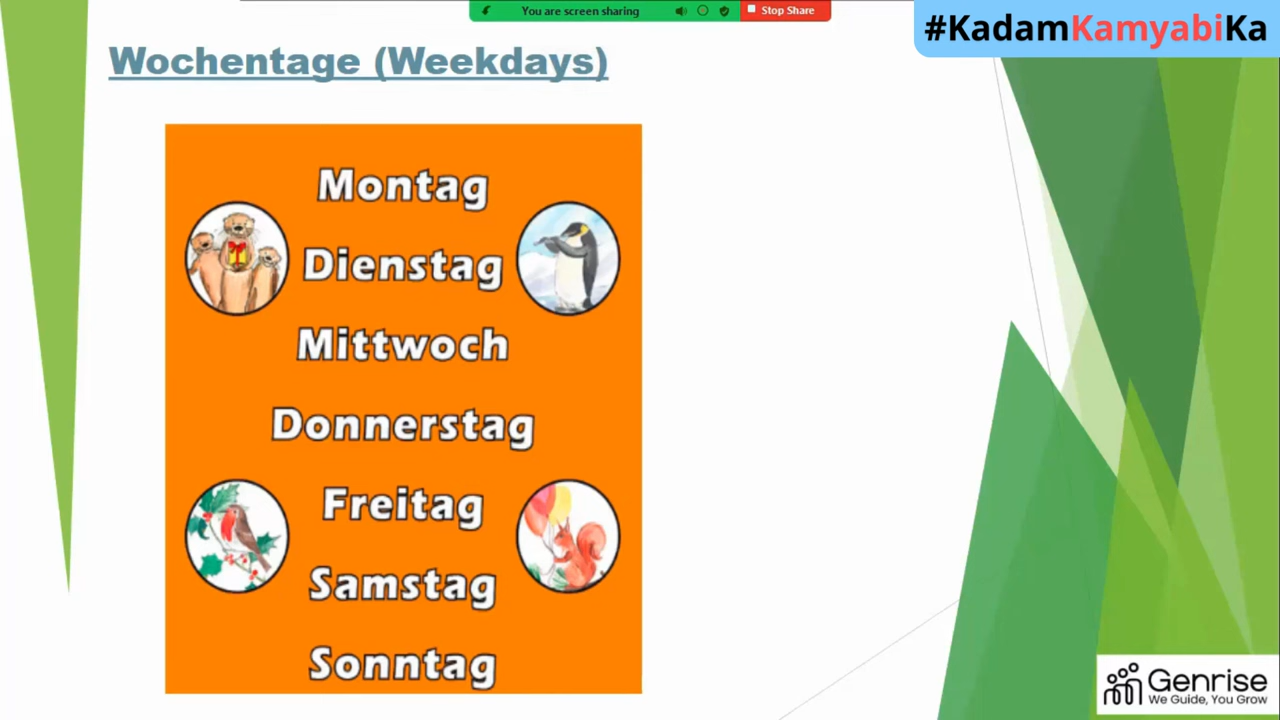 You are screen sharing
Stop Share
#KadamKamyabiKa
Wochentage (Weekdays)
Montag
Dienstag
Mittwoch
Donnerstag
Freitag
Samstag
Sonntag
Genrise
We Guide, You Grow